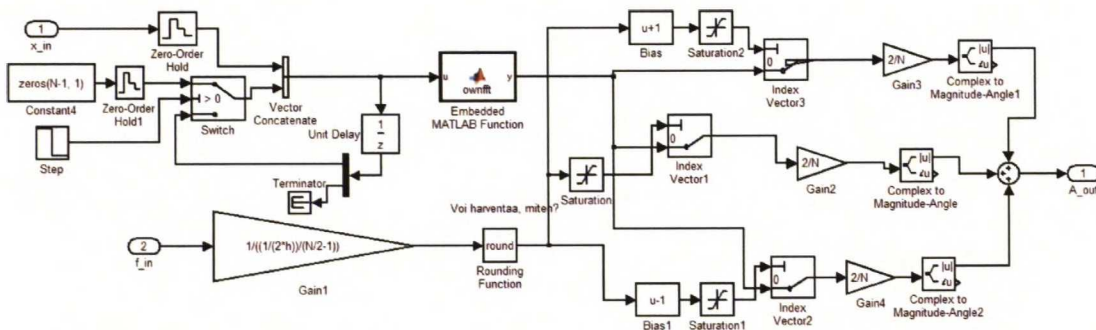 1
x_in
Zero-Order
Hold
zeros(N-1, 1)
Constant4
Zero-Order
Hold1
> 0
Switch
Step
Vector
Concatenate
Unit Delay
1
z
Terminator
u
ownfft
y
Embedded
MATLAB Function
2
f_in
1/((1/(2*h))/(N/2-1))
Gain1
Voi harventaa, miten?
round
Rounding
Function
u+1
Bias
Saturation2
0
Index
Vector3
2/N
Gain3
|u|
∠u
Complex to
Magnitude-Angle1
Saturation
0
Index
Vector1
2/N
Gain2
|u|
∠u
Complex to
Magnitude-Angle
u-1
Bias1
Saturation1
0
Index
Vector2
2/N
Gain4
|u|
∠u
Complex to
Magnitude-Angle2
1
A_out